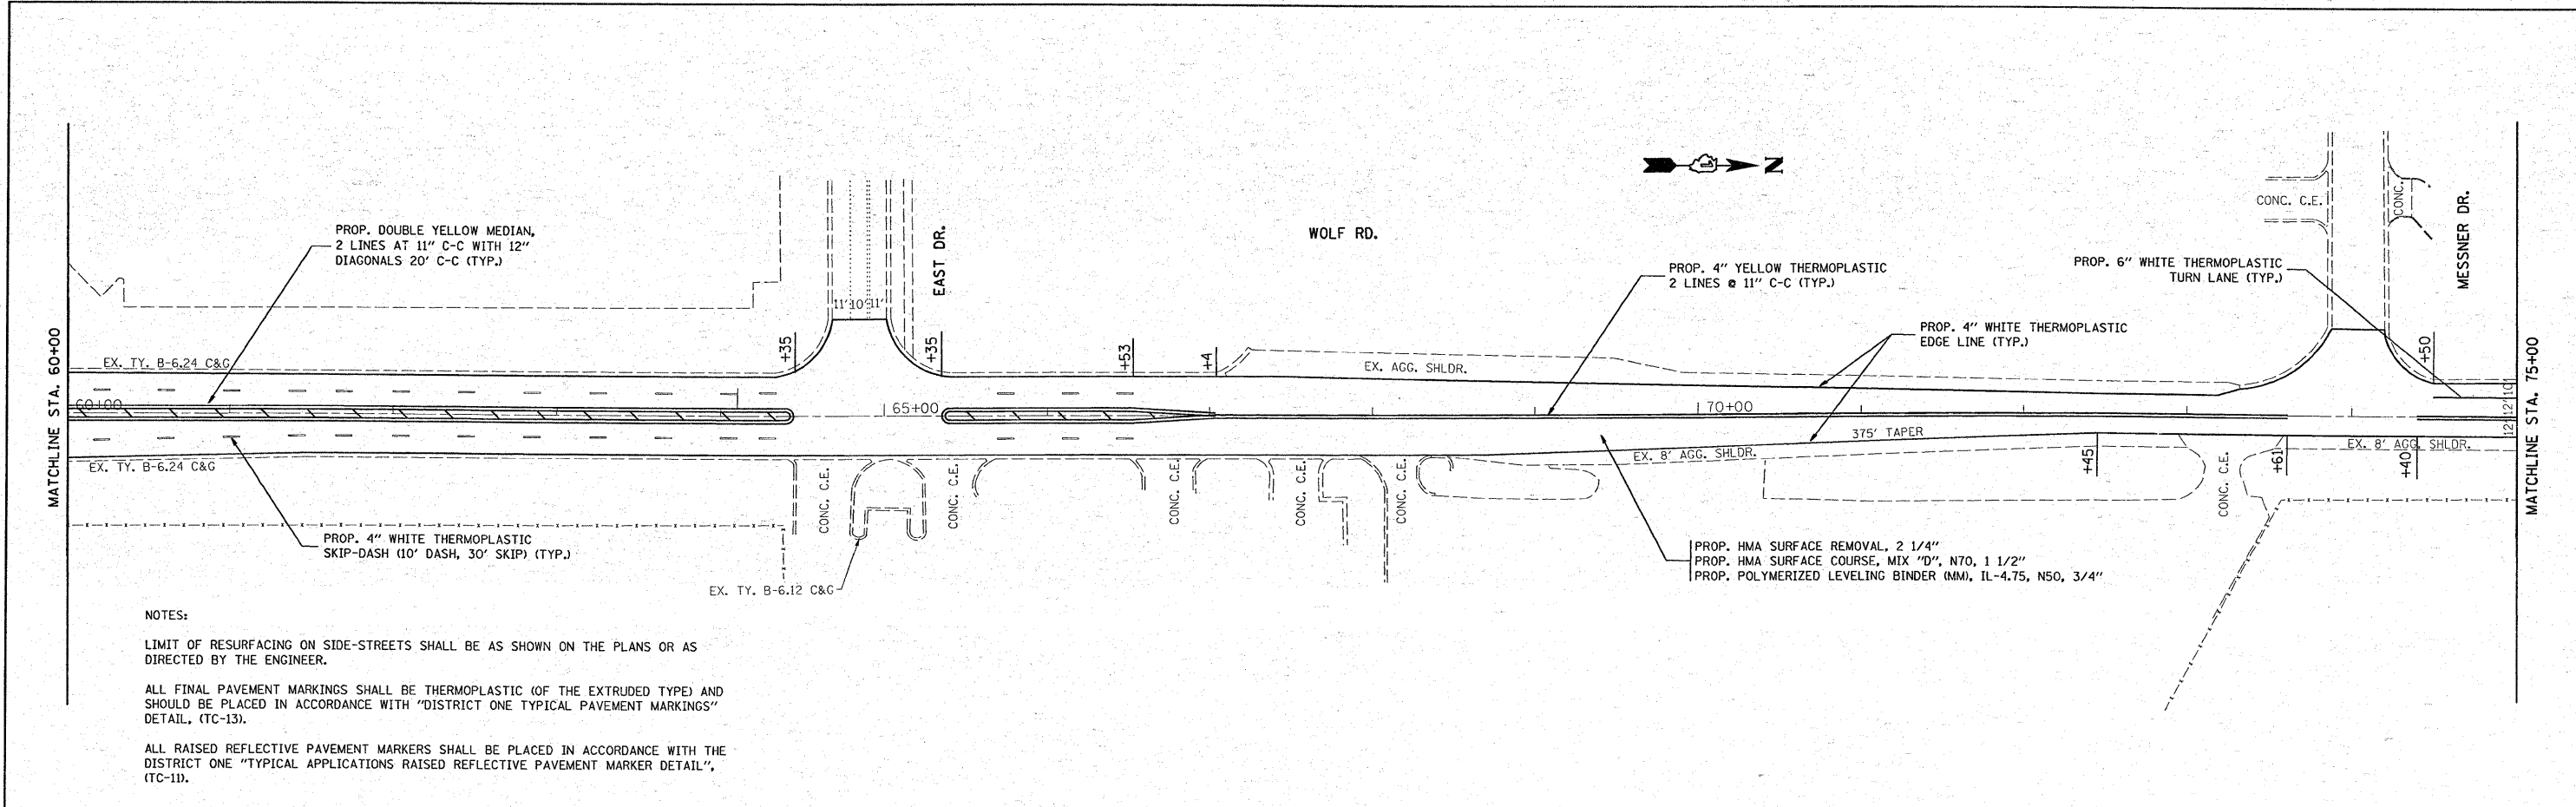 N
WOLF RD.
PROP. DOUBLE YELLOW MEDIAN,
2 LINES AT 11" C-C WITH 12"
DIAGONALS 20' C-C (TYP.)
EAST DR.
PROP. 4" YELLOW THERMOPLASTIC
2 LINES @ 11" C-C (TYP.)
PROP. 6" WHITE THERMOPLASTIC
TURN LANE (TYP.)
CONC. C.E.
CONC.
MESSNER DR.
PROP. 4" WHITE THERMOPLASTIC
EDGE LINE (TYP.)
11' 10' 11'
MATCHLINE STA. 60+00
EX. TY. B-6.24 C&G
+35
+35
+53
+4
EX. AGG. SHLDR.
+50
60+00
65+00
70+00
10'
12'
12'
MATCHLINE STA. 75+00
375' TAPER
EX. TY. B-6.24 C&G
EX. 8' AGG. SHLDR.
+45
+61
+40
EX. 8' AGG. SHLDR.
CONC. C.E.
CONC. C.E.
CONC. C.E.
CONC. C.E.
CONC. C.E.
CONC. C.E.
PROP. 4" WHITE THERMOPLASTIC
SKIP-DASH (10' DASH, 30' SKIP) (TYP.)
EX. TY. B-6.12 C&G
PROP. HMA SURFACE REMOVAL, 2 1/4"
PROP. HMA SURFACE COURSE, MIX "D", N70, 1 1/2"
PROP. POLYMERIZED LEVELING BINDER (MM), IL-4.75, N50, 3/4"
NOTES:
LIMIT OF RESURFACING ON SIDE-STREETS SHALL BE AS SHOWN ON THE PLANS OR AS
DIRECTED BY THE ENGINEER.
ALL FINAL PAVEMENT MARKINGS SHALL BE THERMOPLASTIC (OF THE EXTRUDED TYPE) AND
SHOULD BE PLACED IN ACCORDANCE WITH "DISTRICT ONE TYPICAL PAVEMENT MARKINGS"
DETAIL, (TC-13).
ALL RAISED REFLECTIVE PAVEMENT MARKERS SHALL BE PLACED IN ACCORDANCE WITH THE
DISTRICT ONE "TYPICAL APPLICATIONS RAISED REFLECTIVE PAVEMENT MARKER DETAIL",
(TC-11).